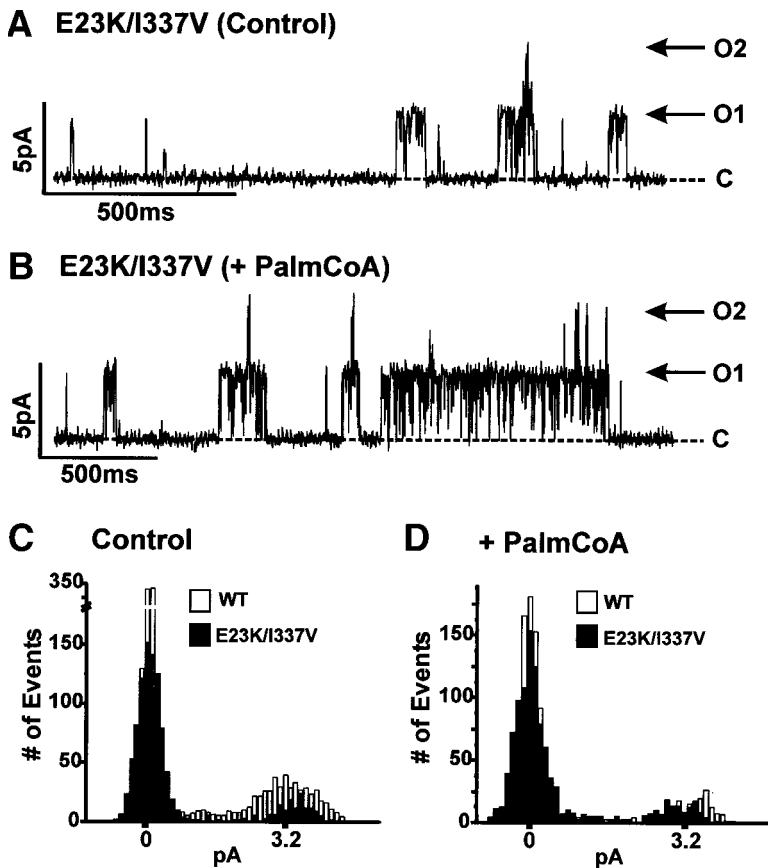 A E23K/I337V (Control)
O2
O1
C
5pA
500ms
B E23K/I337V (+ PalmCoA)
O2
O1
C
5pA
500ms
C Control
350
150
100
50
0
# of Events
WT
E23K/I337V
0 3.2
pA
D + PalmCoA
150
100
50
0
# of Events
WT
E23K/I337V
0 3.2
pA